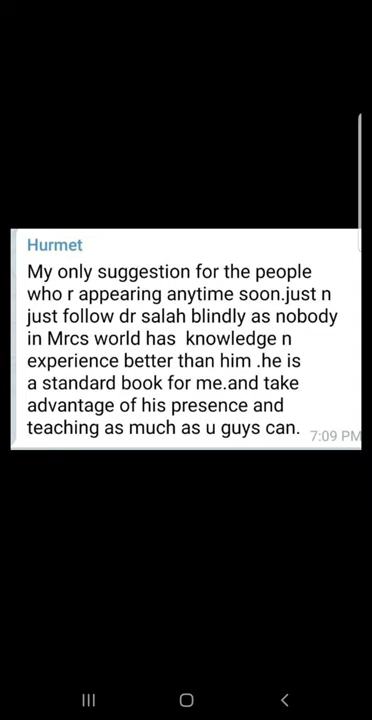 Hurmet
My only suggestion for the people
who r appearing anytime soon.just n
just follow dr salah blindly as nobody
in Mrcs world has knowledge n
experience better than him .he is
a standard book for me.and take
advantage of his presence and
teaching as much as u guys can.
7:09 PM